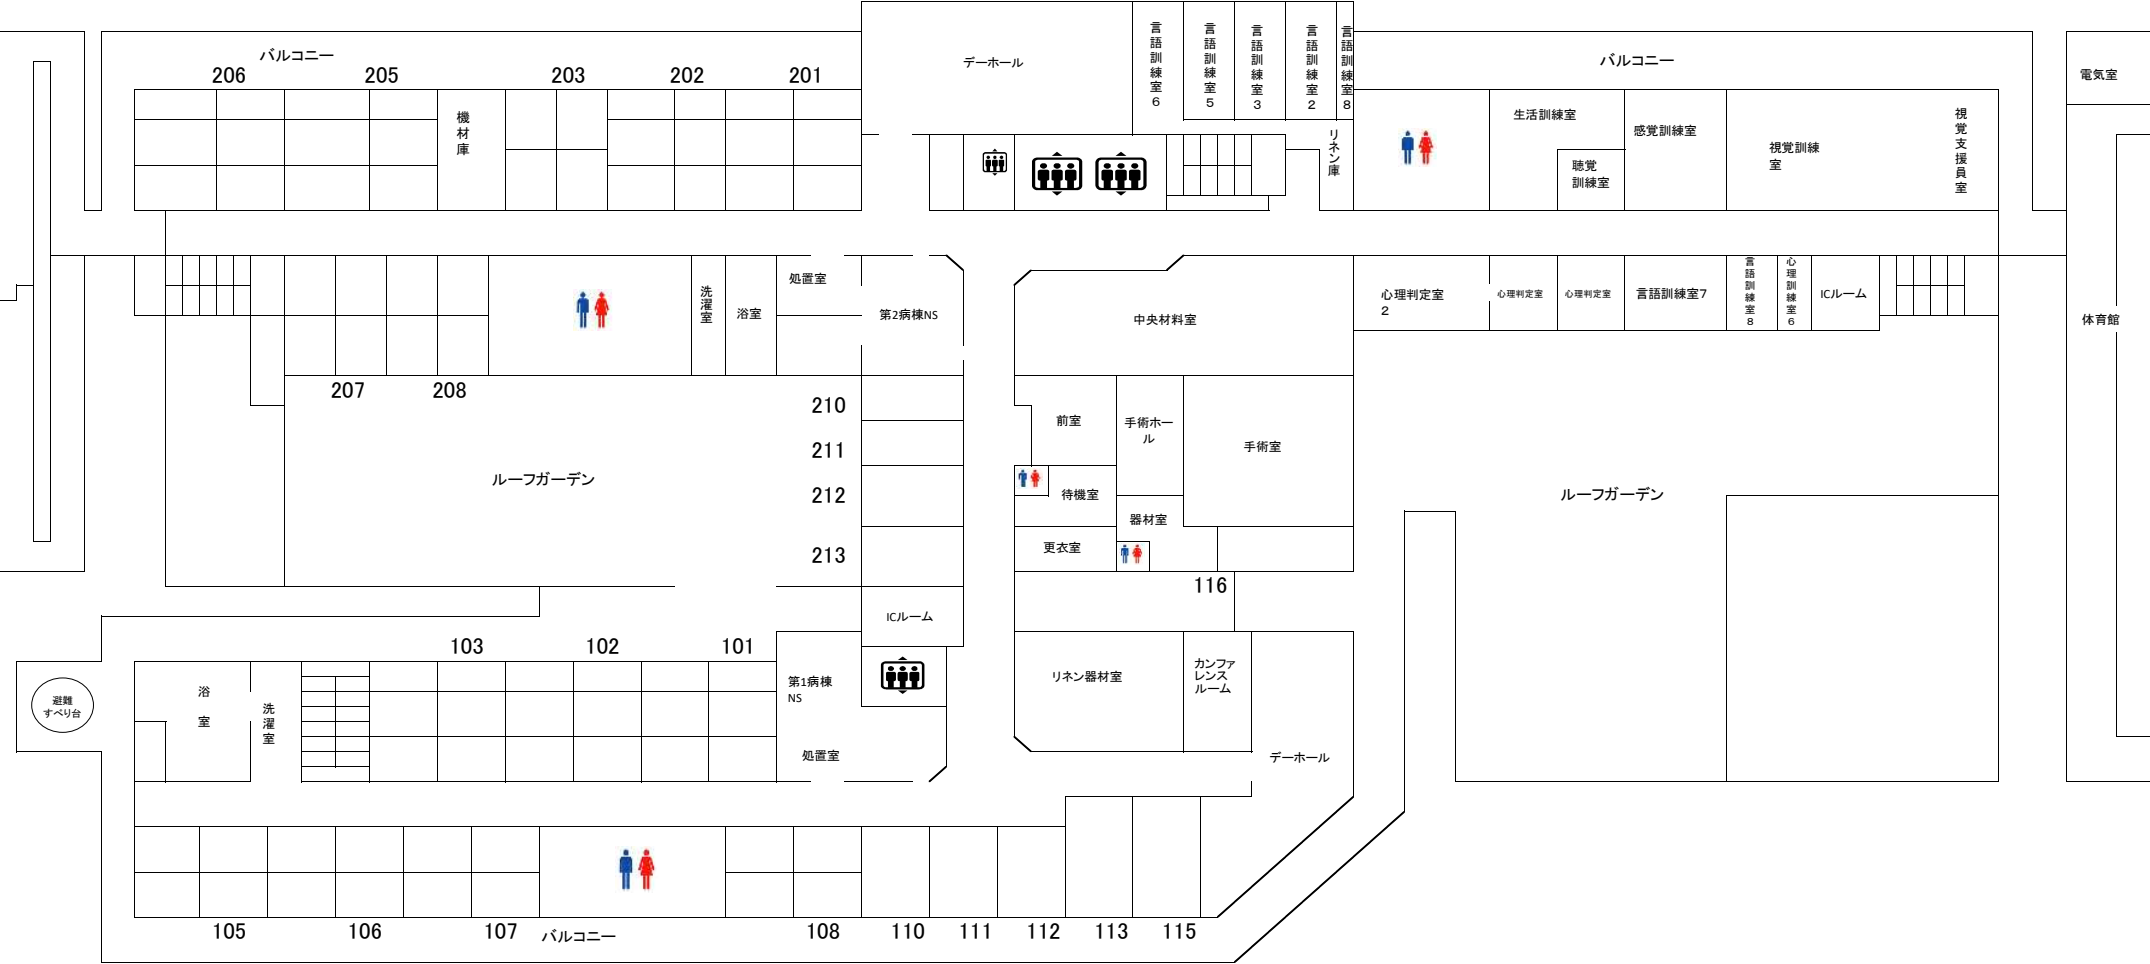 バルコニー
206
205
203
202
201
機材庫
デーホール
言語訓練室6
言語訓練室5
言語訓練室3
言語訓練室2
言語訓練室8
リネン庫
バルコニー
生活訓練室
聴覚
訓練室
感覚訓練室
視覚訓練
室
視覚支援員室
電気室
体育館
洗濯室
浴室
処置室
第2病棟NS
中央材料室
心理判定室
2
心理判定室
心理判定室
言語訓練室7
言語訓練室8
心理訓練室6
ICルーム
207
208
210
211
212
213
ルーフガーデン
前室
手術ホー
ル
手術室
待機室
器材室
更衣室
116
ルーフガーデン
ICルーム
103
102
101
避難
すべり台
浴室
洗濯室
第1病棟
NS
処置室
リネン器材室
カンファ
レンス
ルーム
デーホール
105
106
107
バルコニー
108
110
111
112
113
115